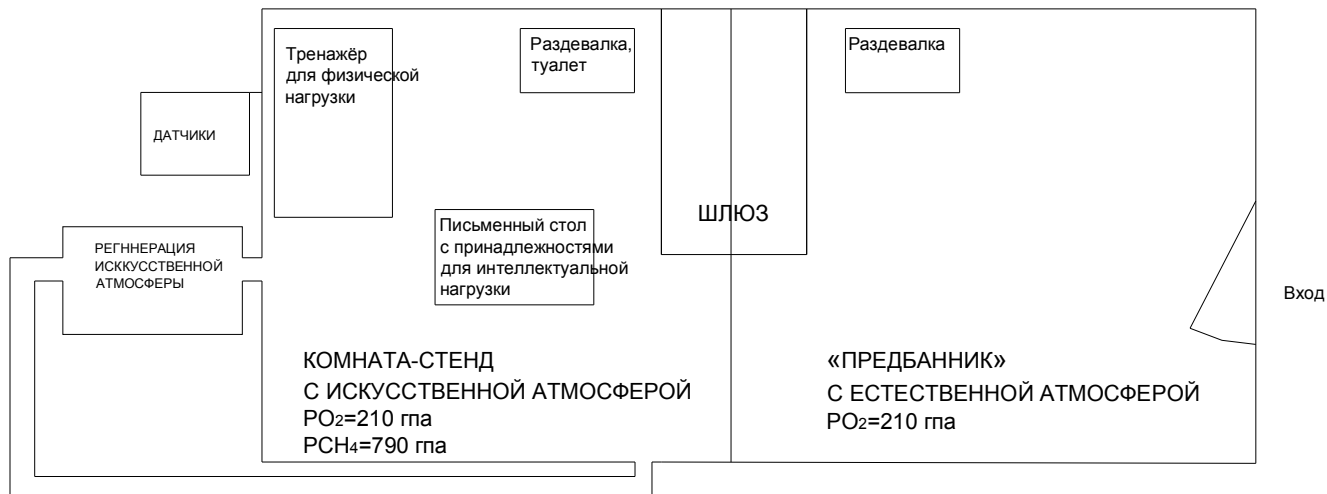 Тренажёр
для физической
нагрузки
Раздевалка,
туалет
Раздевалка
ДАТЧИКИ
ШЛЮЗ
Письменный стол
с принадлежностями
для интеллектуальной
нагрузки
РЕГННЕРАЦИЯ
ИСККУССТВЕННОЙ
АТМОСФЕРЫ
Вход
КОМНАТА-СТЕНД
С ИСКУССТВЕННОЙ АТМОСФЕРОЙ
PO2=210 гпа
PCH4=790 гпа
«ПРЕДБАННИК»
С ЕСТЕСТВЕННОЙ АТМОСФЕРОЙ
PO2=210 гпа